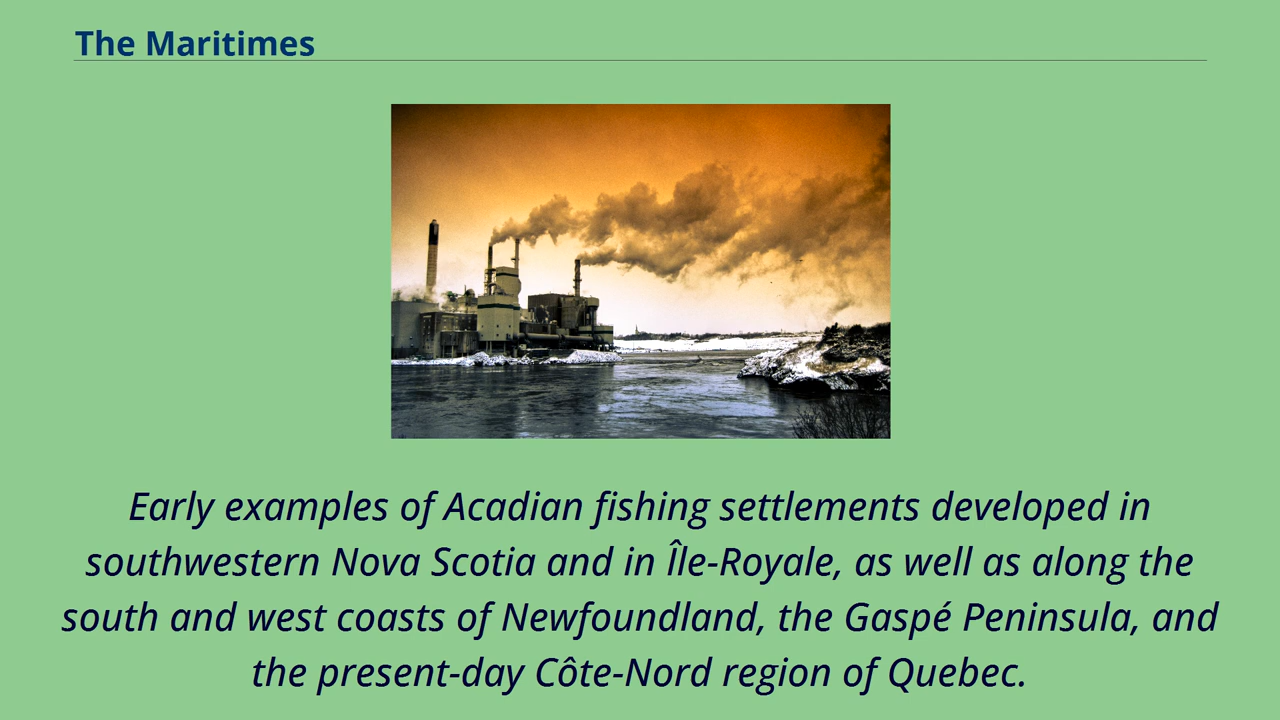 The Maritimes
Early examples of Acadian fishing settlements developed in
southwestern Nova Scotia and in Île-Royale, as well as along the
south and west coasts of Newfoundland, the Gaspé Peninsula, and
the present-day Côte-Nord region of Quebec.